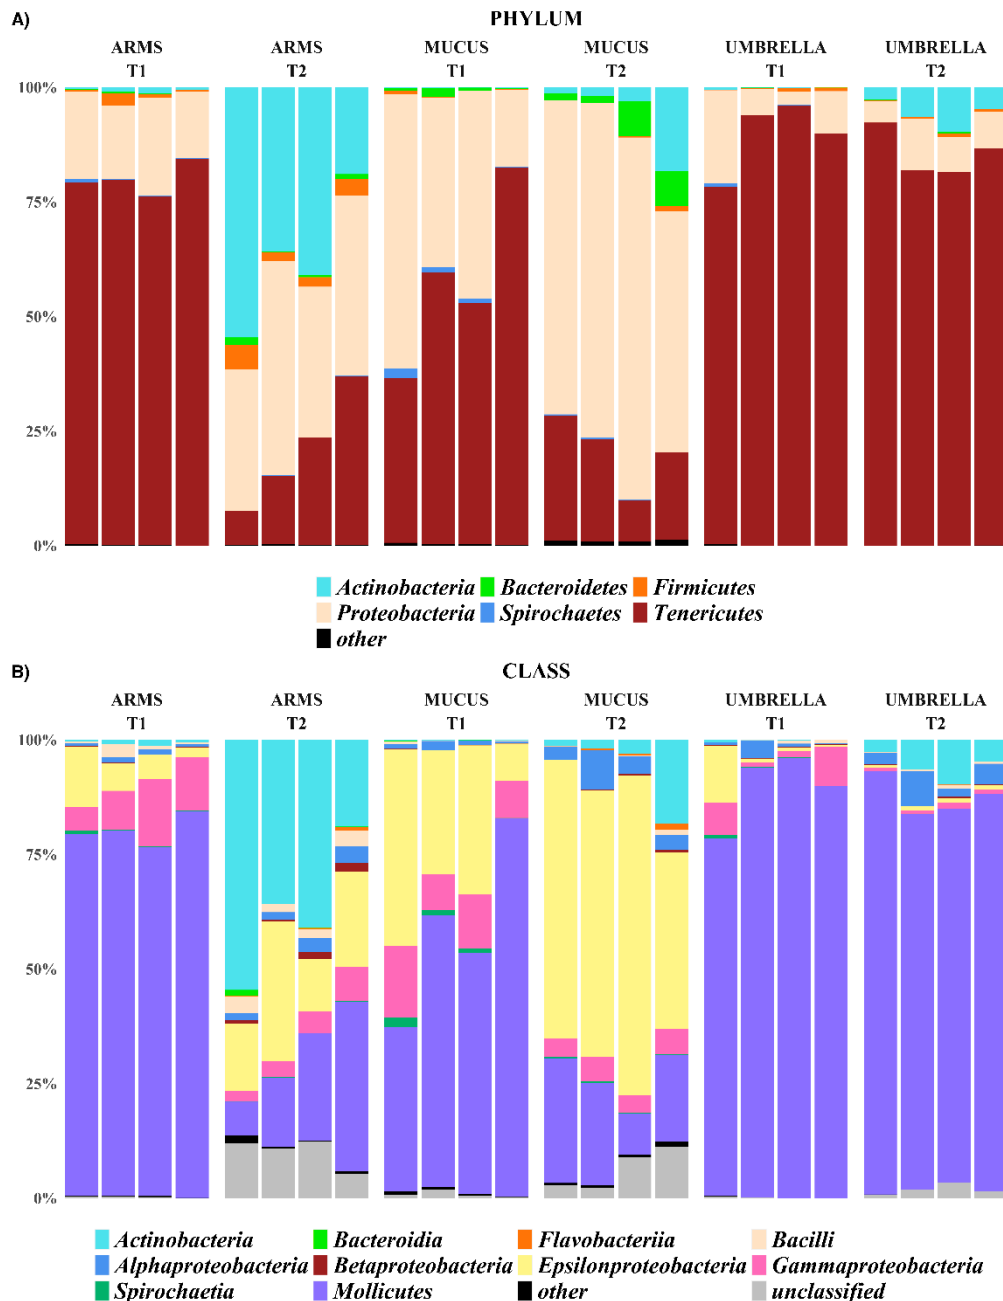 A)
PHYLUM
ARMS ARMS MUCUS MUCUS UMBRELLA UMBRELLA
T1 T2 T1 T2 T1 T2
100%
75%
50%
25%
0%
Actinobacteria Bacteroidetes Firmicutes
Proteobacteria Spirochaetes Tenericutes
other
B)
CLASS
ARMS ARMS MUCUS MUCUS UMBRELLA UMBRELLA
T1 T2 T1 T2 T1 T2
100%
75%
50%
25%
0%
Actinobacteria Bacteroidia Flavobacteriia Bacilli
Alphaproteobacteria Betaproteobacteria Epsilonproteobacteria Gammaproteobacteria
Spirochaetia Mollicutes other unclassified